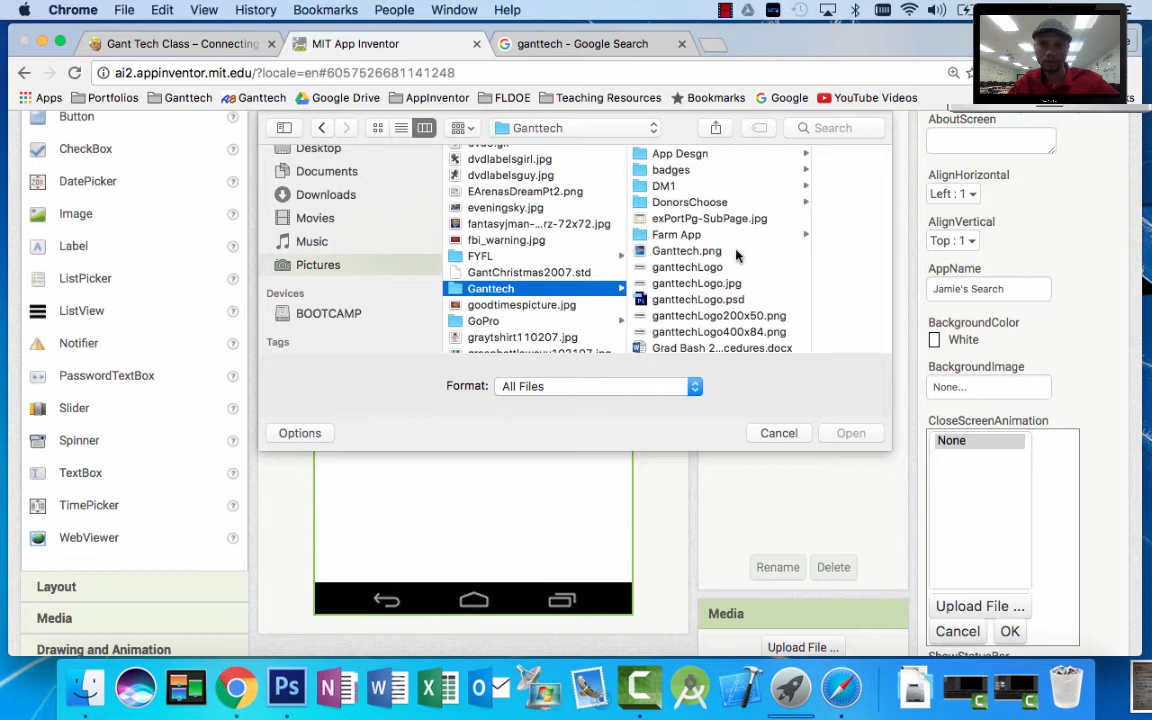 Chrome File Edit View History Bookmarks People Window Help
Gant Tech Class – Connecting
MIT App Inventor
ganttech - Google Search
ai2.appinventor.mit.edu/?locale=en#6057526681141248
Apps Portfolios Ganttech Ganttech Google Drive AppInventor FLDOE Teaching Resources Bookmarks Google YouTube Videos
Button
CheckBox
DatePicker
Image
Label
ListPicker
ListView
Notifier
PasswordTextBox
Slider
Spinner
TextBox
TimePicker
WebViewer
Layout
Media
Drawing and Animation
Ganttech
Search
Desktop
Documents
Downloads
Movies
Music
Pictures
Devices
BOOTCAMP
Tags
dvdlabelsgirl.jpg
dvdlabelsguy.jpg
EArenasDreamPt2.png
eveningsky.jpg
fantasyjman-...rz-72x72.jpg
fbi_warning.jpg
FYFL
GantChristmas2007.std
Ganttech
goodtimespicture.jpg
GoPro
graytshirt110207.jpg
App Desgn
badges
DM1
DonorsChoose
exPortPg-SubPage.jpg
Farm App
Ganttech.png
ganttechLogo
ganttechLogo.jpg
ganttechLogo.psd
ganttechLogo200x50.png
ganttechLogo400x84.png
Grad Bash 2...cedures.docx
Format: All Files
Options
Cancel
Open
Rename
Delete
Media
Upload File ...
AboutScreen
AlignHorizontal
Left : 1
AlignVertical
Top : 1
AppName
Jamie's Search
BackgroundColor
White
BackgroundImage
None...
CloseScreenAnimation
None
Upload File ...
Cancel OK